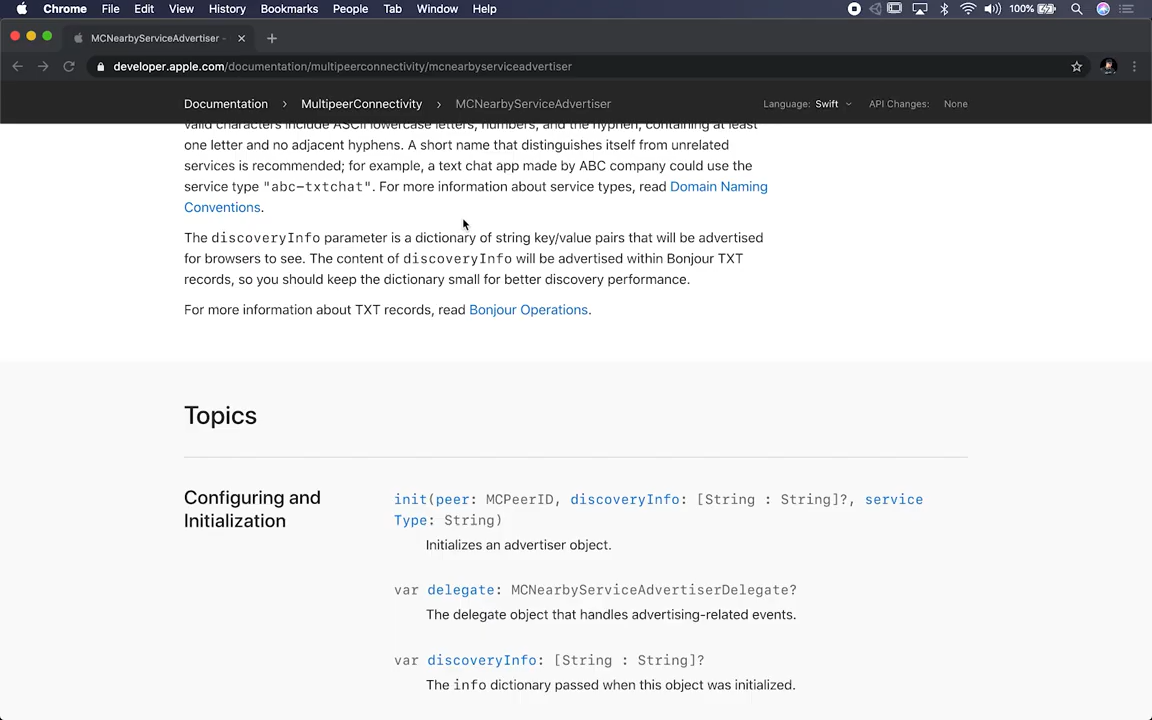 Chrome File Edit View History Bookmarks People Tab Window Help 100%
MCNearbyServiceAdvertiser -
developer.apple.com/documentation/multipeerconnectivity/mcnearbyserviceadvertiser
Documentation › MultipeerConnectivity › MCNearbyServiceAdvertiser Language: Swift API Changes: None
valid characters include ASCII lowercase letters, numbers, and the hyphen, containing at least
one letter and no adjacent hyphens. A short name that distinguishes itself from unrelated
services is recommended; for example, a text chat app made by ABC company could use the
service type "abc-txtchat". For more information about service types, read Domain Naming
Conventions.
The discoveryInfo parameter is a dictionary of string key/value pairs that will be advertised
for browsers to see. The content of discoveryInfo will be advertised within Bonjour TXT
records, so you should keep the dictionary small for better discovery performance.
For more information about TXT records, read Bonjour Operations.
Topics
Configuring and
Initialization
init(peer: MCPeerID, discoveryInfo: [String : String]?, service
Type: String)
Initializes an advertiser object.
var delegate: MCNearbyServiceAdvertiserDelegate?
The delegate object that handles advertising-related events.
var discoveryInfo: [String : String]?
The info dictionary passed when this object was initialized.